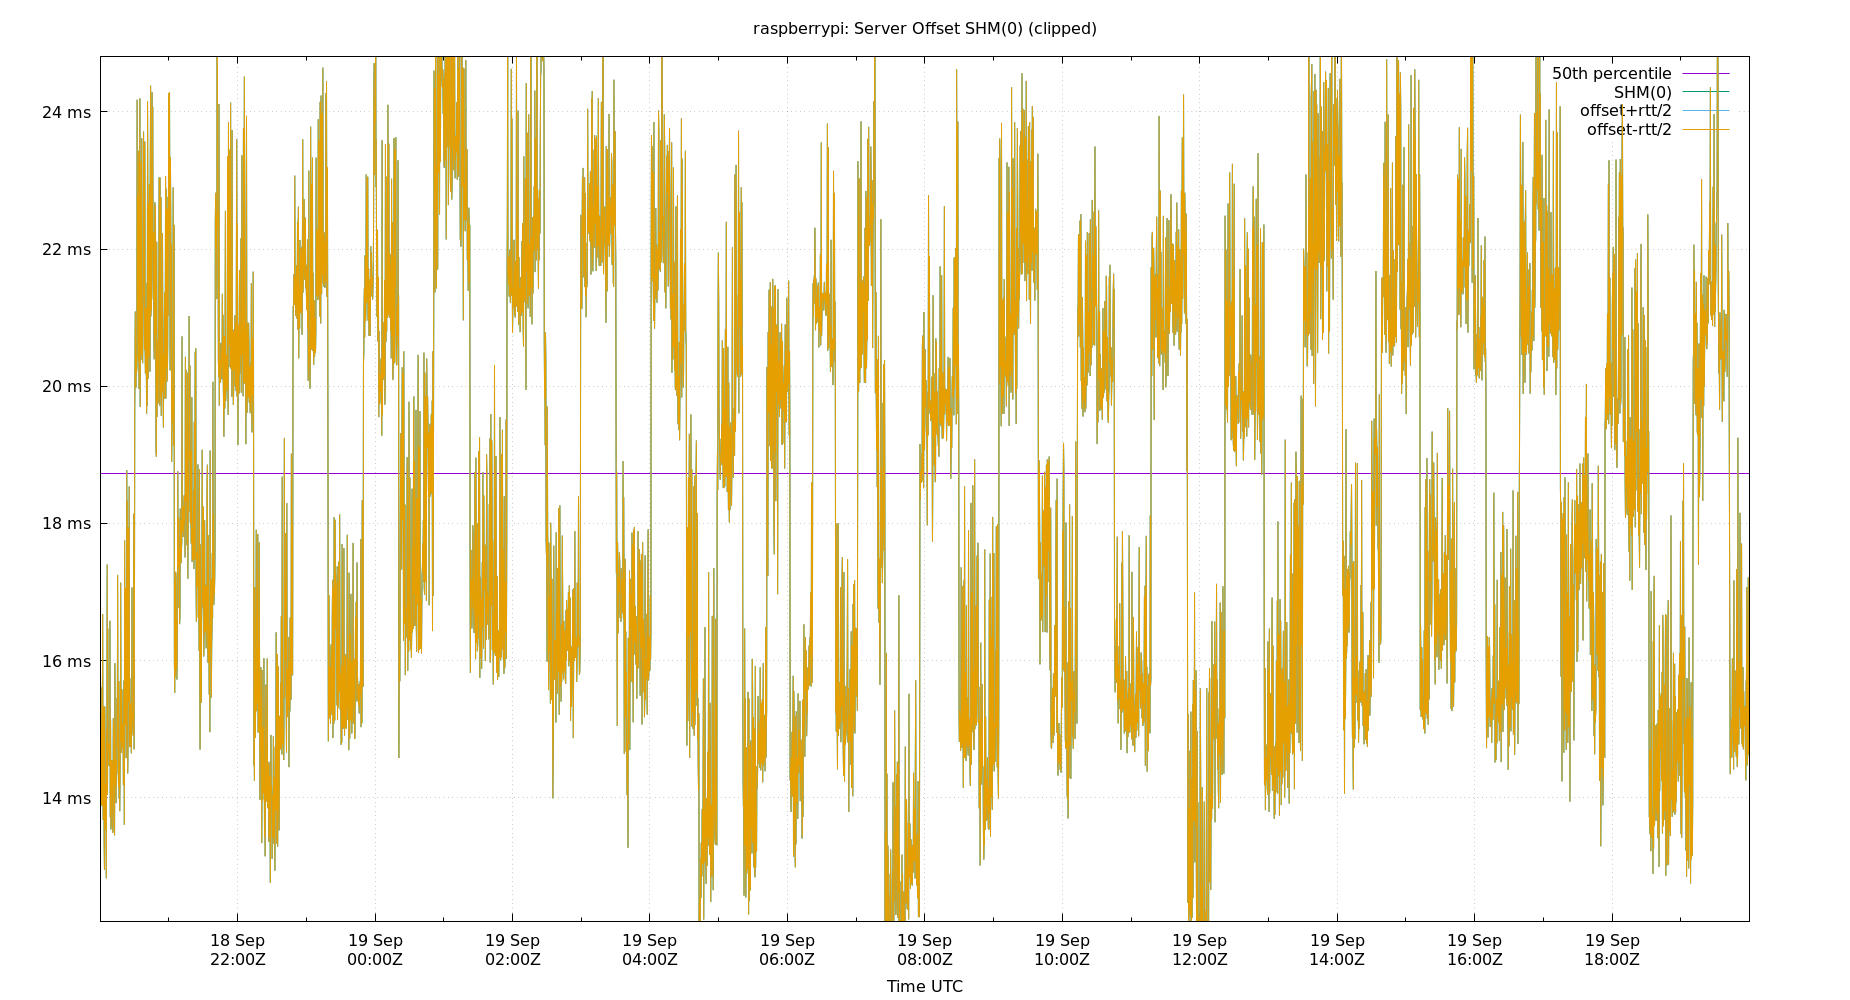 raspberrypi: Server Offset SHM(0) (clipped)
50th percentile
SHM(0)
offset+rtt/2
offset-rtt/2
24 ms
22 ms
20 ms
18 ms
16 ms
14 ms
18 Sep 19 Sep 19 Sep 19 Sep 19 Sep 19 Sep 19 Sep 19 Sep 19 Sep 19 Sep 19 Sep
22:00Z 00:00Z 02:00Z 04:00Z 06:00Z 08:00Z 10:00Z 12:00Z 14:00Z 16:00Z 18:00Z
Time UTC